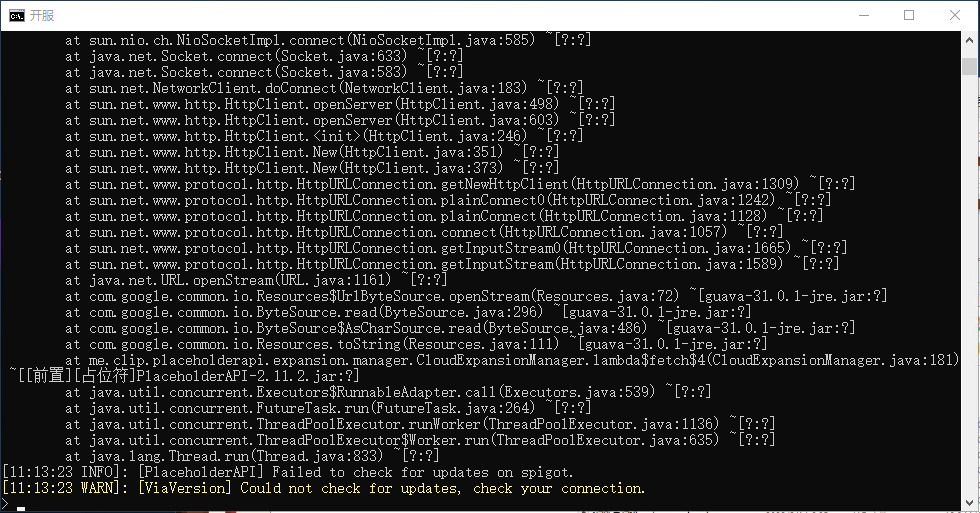 开服
at sun.nio.ch.NioSocketImpl.connect(NioSocketImpl.java:585) ~[?:?]
at java.net.Socket.connect(Socket.java:633) ~[?:?]
at java.net.Socket.connect(Socket.java:583) ~[?:?]
at sun.net.NetworkClient.doConnect(NetworkClient.java:183) ~[?:?]
at sun.net.www.http.HttpClient.openServer(HttpClient.java:498) ~[?:?]
at sun.net.www.http.HttpClient.openServer(HttpClient.java:603) ~[?:?]
at sun.net.www.http.HttpClient.<init>(HttpClient.java:246) ~[?:?]
at sun.net.www.http.HttpClient.New(HttpClient.java:351) ~[?:?]
at sun.net.www.http.HttpClient.New(HttpClient.java:373) ~[?:?]
at sun.net.www.protocol.http.HttpURLConnection.getNewHttpClient(HttpURLConnection.java:1309) ~[?:?]
at sun.net.www.protocol.http.HttpURLConnection.plainConnect0(HttpURLConnection.java:1242) ~[?:?]
at sun.net.www.protocol.http.HttpURLConnection.plainConnect(HttpURLConnection.java:1128) ~[?:?]
at sun.net.www.protocol.http.HttpURLConnection.connect(HttpURLConnection.java:1057) ~[?:?]
at sun.net.www.protocol.http.HttpURLConnection.getInputStream0(HttpURLConnection.java:1665) ~[?:?]
at sun.net.www.protocol.http.HttpURLConnection.getInputStream(HttpURLConnection.java:1589) ~[?:?]
at java.net.URL.openStream(URL.java:1161) ~[?:?]
at com.google.common.io.Resources$UrlByteSource.openStream(Resources.java:72) ~[guava-31.0.1-jre.jar:?]
at com.google.common.io.ByteSource.read(ByteSource.java:296) ~[guava-31.0.1-jre.jar:?]
at com.google.common.io.ByteSource$AsCharSource.read(ByteSource.java:486) ~[guava-31.0.1-jre.jar:?]
at com.google.common.io.Resources.toString(Resources.java:111) ~[guava-31.0.1-jre.jar:?]
at me.clip.placeholderapi.expansion.manager.CloudExpansionManager.lambda$fetch$4(CloudExpansionManager.java:181)
~[[前置][占位符]PlaceholderAPI-2.11.2.jar:?]
at java.util.concurrent.Executors$RunnableAdapter.call(Executors.java:539) ~[?:?]
at java.util.concurrent.FutureTask.run(FutureTask.java:264) ~[?:?]
at java.util.concurrent.ThreadPoolExecutor.runWorker(ThreadPoolExecutor.java:1136) ~[?:?]
at java.util.concurrent.ThreadPoolExecutor$Worker.run(ThreadPoolExecutor.java:635) ~[?:?]
at java.lang.Thread.run(Thread.java:833) ~[?:?]
[11:13:23 INFO]: [PlaceholderAPI] Failed to check for updates on spigot.
[11:13:23 WARN]: [ViaVersion] Could not check for updates, check your connection.
>